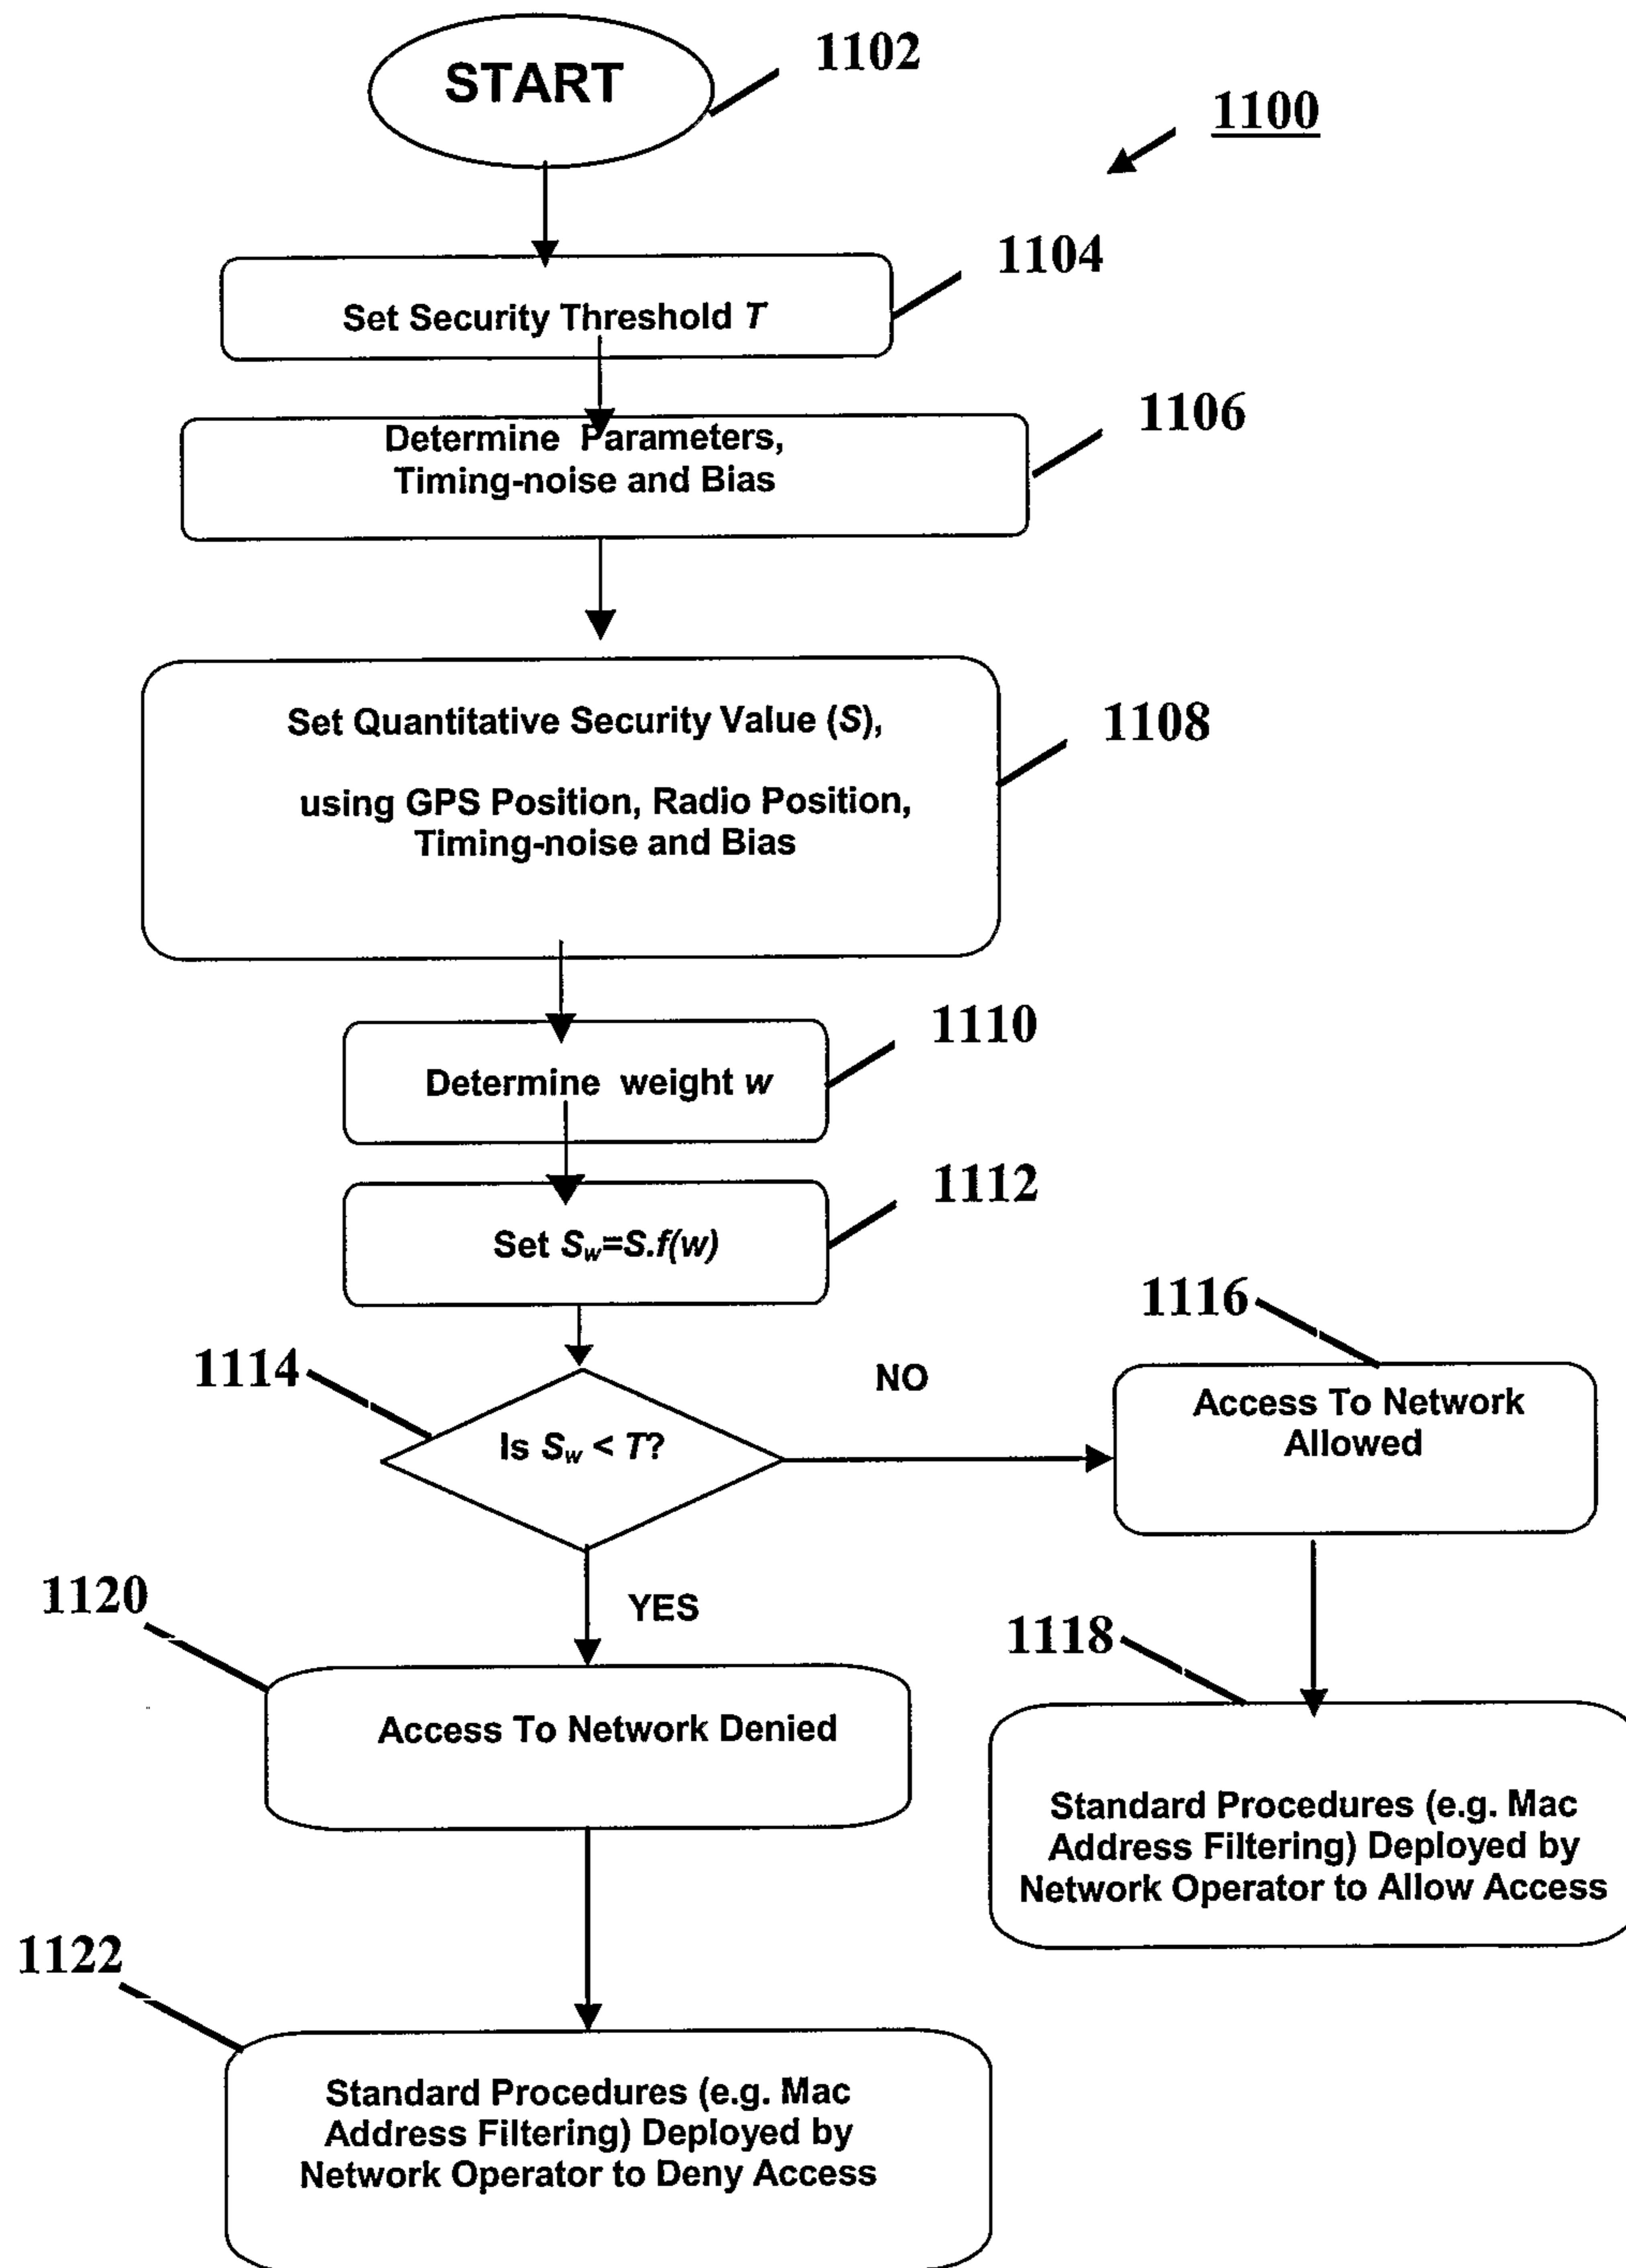 START
1102
1100
1104
Set Security Threshold T
1106
Determine Parameters,
Timing-noise and Bias
1108
Set Quantitative Security Value (S),
using GPS Position, Radio Position,
Timing-noise and Bias
1110
Determine weight w
1112
Set Sw=S.f(w)
1114
Is Sw < T?
NO
1116
Access To Network
Allowed
YES
1120
Access To Network Denied
1118
Standard Procedures (e.g. Mac
Address Filtering) Deployed by
Network Operator to Allow Access
1122
Standard Procedures (e.g. Mac
Address Filtering) Deployed by
Network Operator to Deny Access